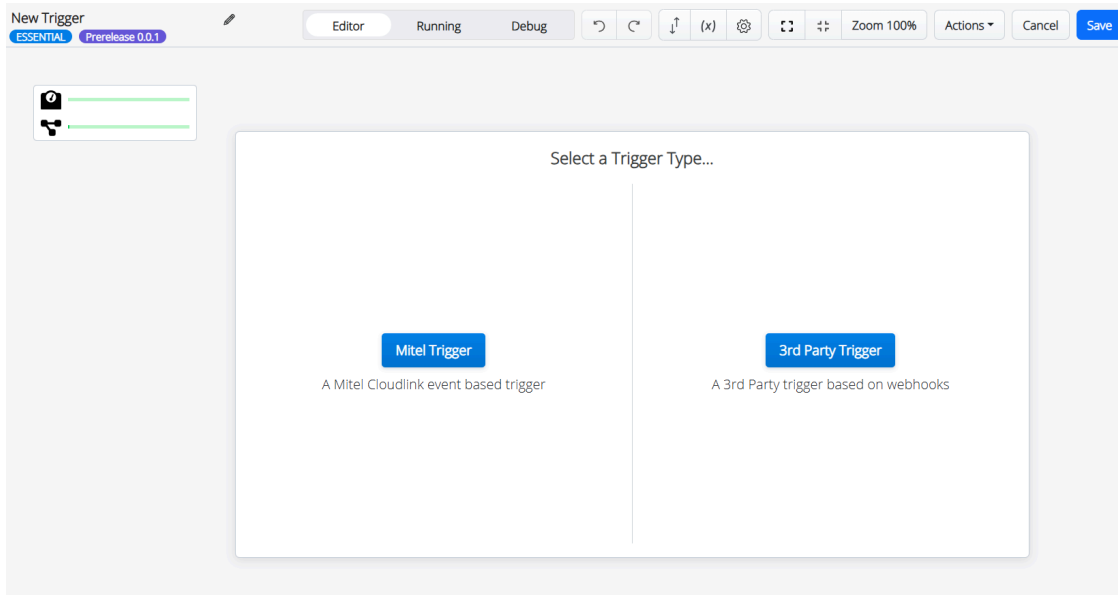 New Trigger
ESSENTIAL Prerelease 0.0.1
Editor Running Debug (x) Zoom 100% Actions Cancel Save
Select a Trigger Type...
Mitel Trigger 3rd Party Trigger
A Mitel Cloudlink event based trigger A 3rd Party trigger based on webhooks